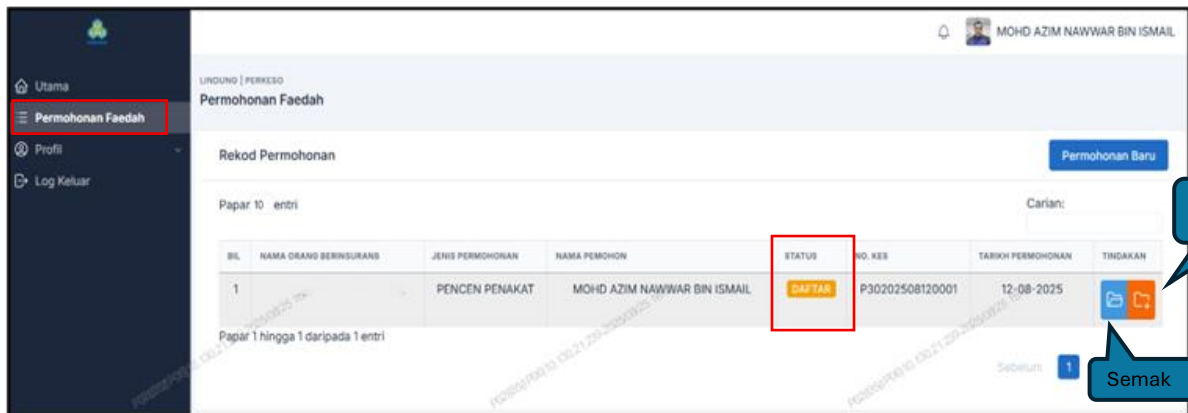 MOHD AZIM NAWWAR BIN ISMAIL
Utama
Permohonan Faedah
Profil
Log Keluar
LINDUNG | PERKESO
Permohonan Faedah
Rekod Permohonan
Permohonan Baru
Papar 10 entri
Carian:
BIL. NAMA ORANG BERINSURANS JENIS PERMOHONAN NAMA PEMOHON STATUS NO. KES TARIKH PERMOHONAN TINDAKAN
1 PENCEN PENAKAT MOHD AZIM NAWWAR BIN ISMAIL DAFTAR P30202508120001 12-08-2025
Papar 1 hingga 1 daripada 1 entri
Sebelum 1
Semak